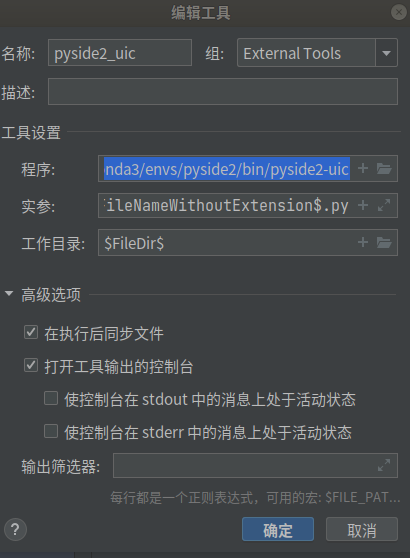 编辑工具
名称: pyside2_uic 组: External Tools
描述:
工具设置
程序: nda3/envs/pyside2/bin/pyside2-uic
实参: ileNameWithoutExtension$.py
工作目录: $FileDir$
高级选项
在执行后同步文件
打开工具输出的控制台
使控制台在 stdout 中的消息上处于活动状态
使控制台在 stderr 中的消息上处于活动状态
输出筛选器:
每行都是一个正则表达式，可用的宏: $FILE_PAT...
? 确定 取消